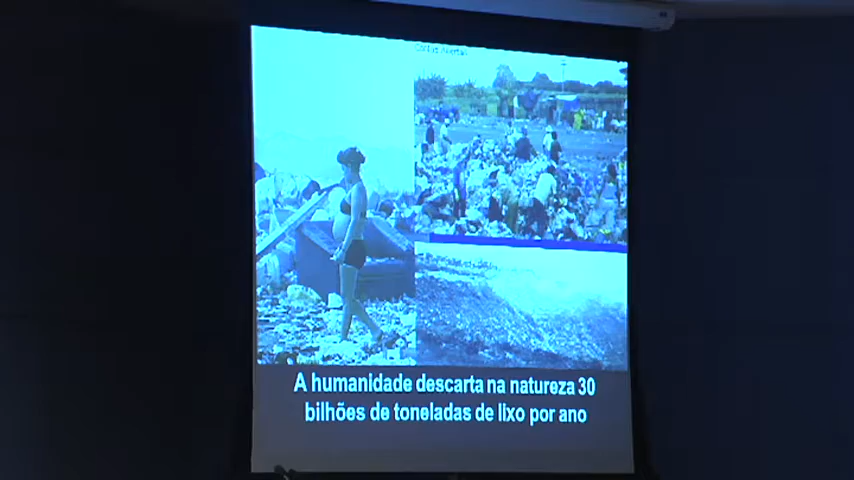 A humanidade descarta na natureza 30
bilhões de toneladas de lixo por ano